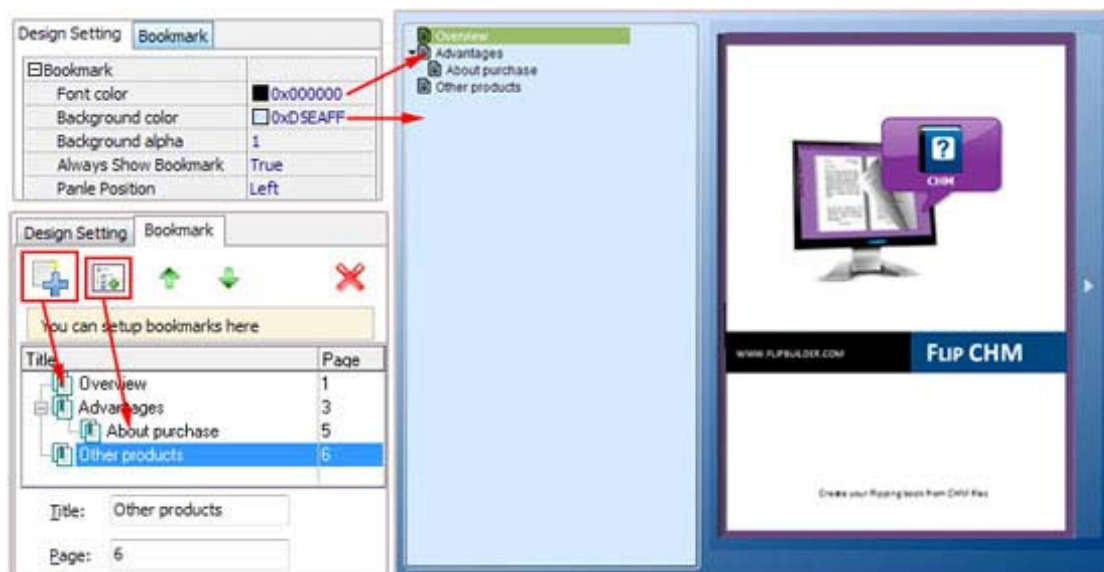 Design Setting Bookmark
Bookmark
Font color 0x000000
Background color 0xD5EAFF
Background alpha 1
Always Show Bookmark True
Panle Position Left
Design Setting Bookmark
You can setup bookmarks here
Title Page
Overview 1
Advantages 3
About purchase 5
Other products 6
Title: Other products
Page: 6
Overview
Advantages
About purchase
Other products
?
CHM
WWW.FLIPBUILDER.COM FLIP CHM
Create your flipping book from CHM files